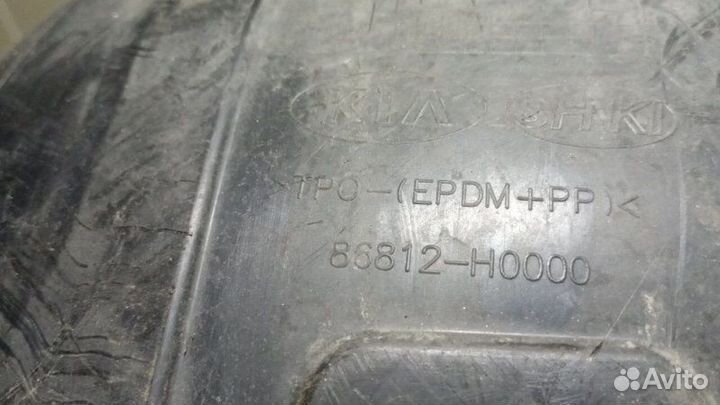 KIA
>TPO-(EPDM+PP)<
86812-H0000
Avito